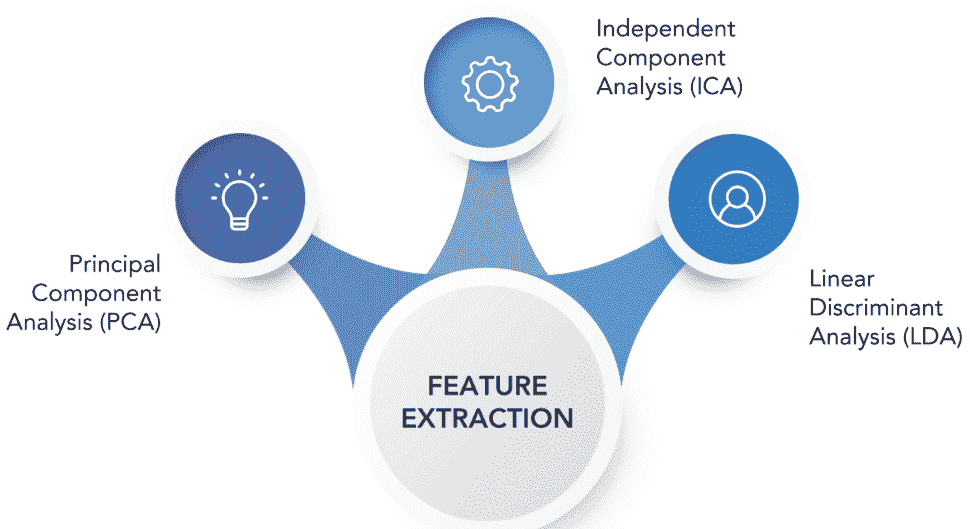 Independent
Component
Analysis (ICA)
Principal
Component
Analysis (PCA)
Linear
Discriminant
Analysis (LDA)
FEATURE
EXTRACTION